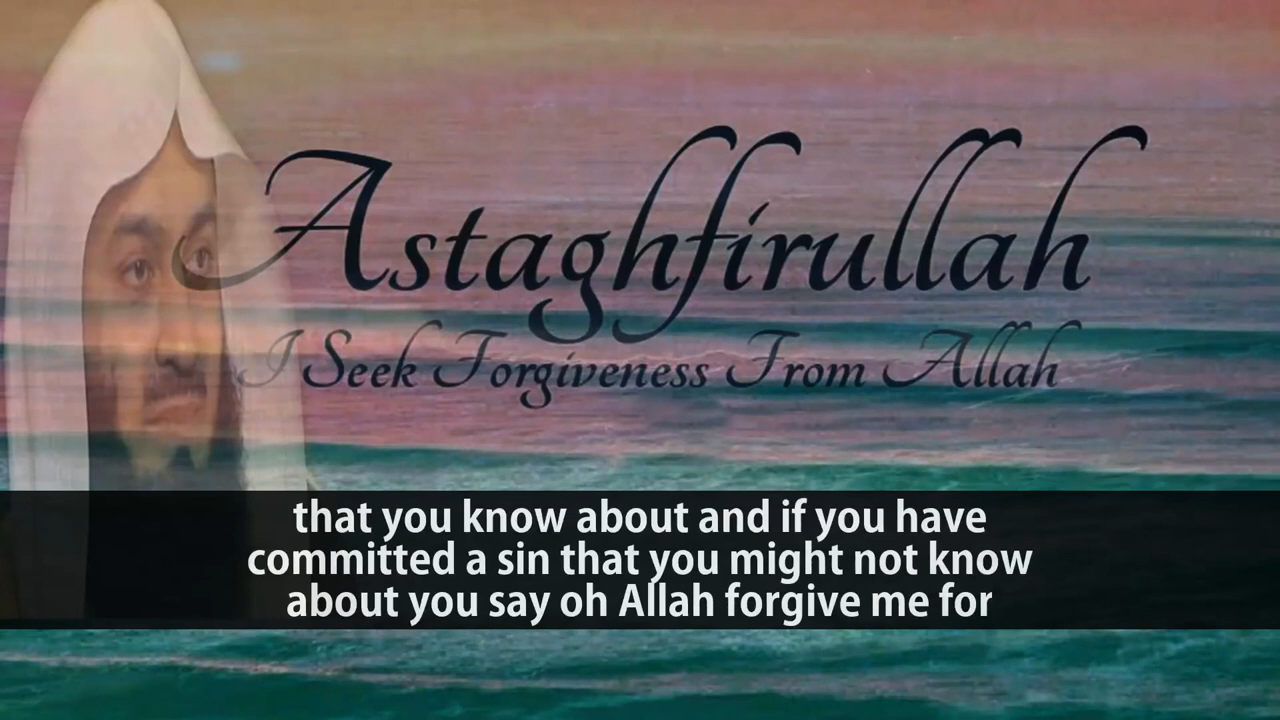 Astaghfirullah
I Seek Forgiveness From Allah
that you know about and if you have
committed a sin that you might not know
about you say oh Allah forgive me for